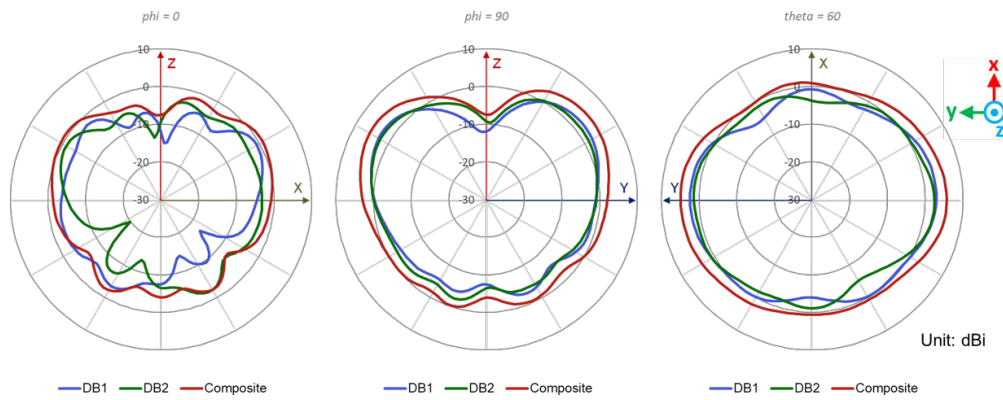 phi = 0
phi = 90
theta = 60
10
0
-10
-20
-30
Z
X
10
0
-10
-20
-30
Z
Y
10
0
-10
-20
-30
X
Y
x
y
z
Unit: dBi
DB1 DB2 Composite
DB1 DB2 Composite
DB1 DB2 Composite